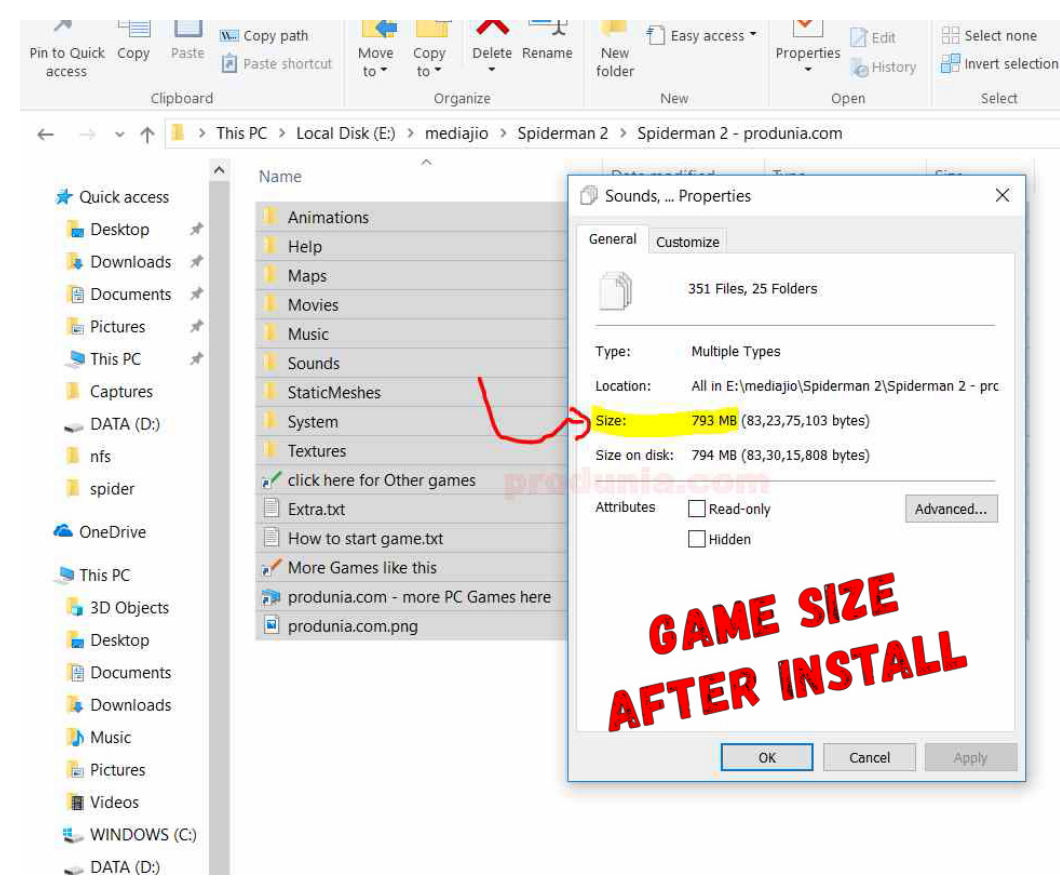 Pin to Quick access
Copy
Paste
Copy path
Paste shortcut
Move to
Copy to
Delete
Rename
New folder
Easy access
Properties
Edit
History
Select none
Invert selection
Clipboard
Organize
New
Open
Select
This PC > Local Disk (E:) > mediajio > Spiderman 2 > Spiderman 2 - produnia.com
Quick access
Desktop
Downloads
Documents
Pictures
This PC
Captures
DATA (D:)
nfs
spider
OneDrive
This PC
3D Objects
Desktop
Documents
Downloads
Music
Pictures
Videos
WINDOWS (C:)
DATA (D:)
Name
Animations
Help
Maps
Movies
Music
Sounds
StaticMeshes
System
Textures
click here for Other games
Extra.txt
How to start game.txt
More Games like this
produnia.com - more PC Games here
produnia.com.png
Date modified
Type
Size
Sounds, ... Properties
General
Customize
351 Files, 25 Folders
Type: Multiple Types
Location: All in E:\mediajio\Spiderman 2\Spiderman 2 - prc
Size: 793 MB (83,23,75,103 bytes)
Size on disk: 794 MB (83,30,15,808 bytes)
produnia.com
Attributes
Read-only
Advanced...
Hidden
GAME SIZE
AFTER INSTALL
OK
Cancel
Apply